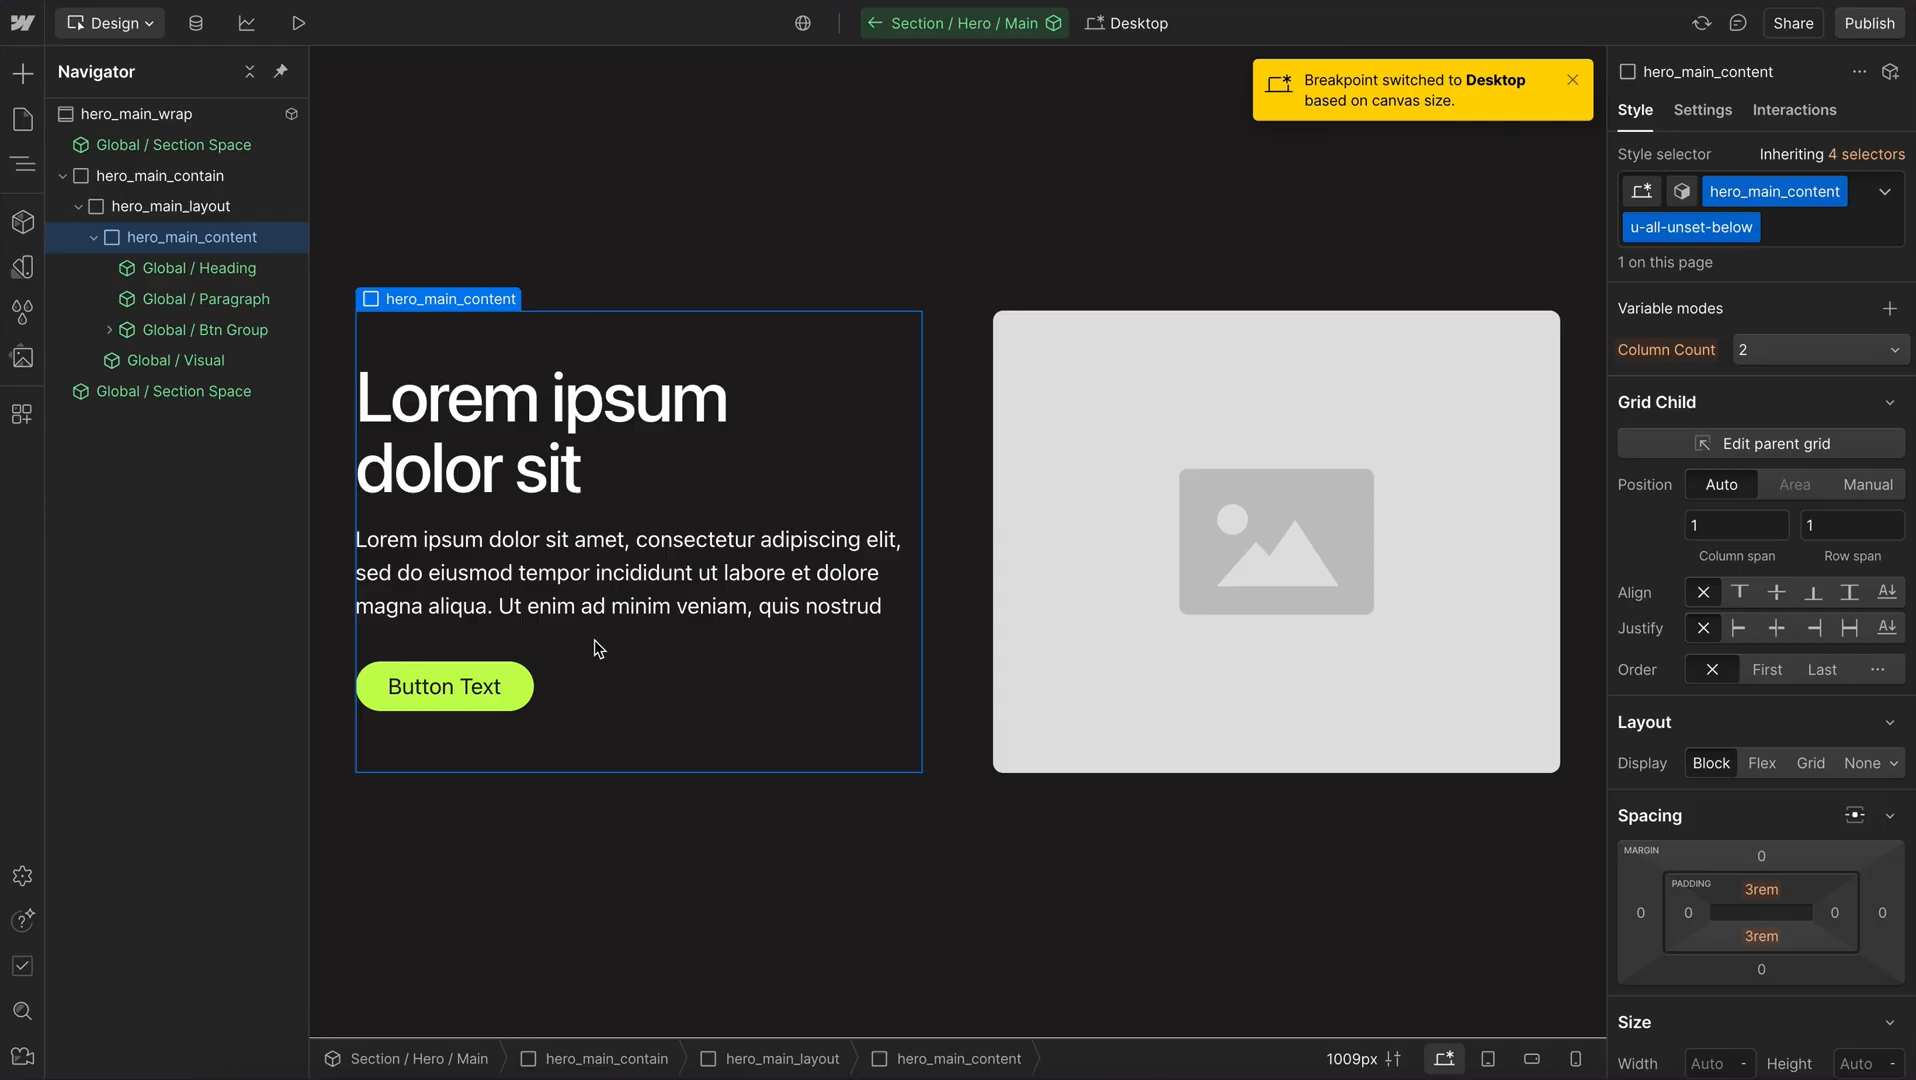 Design
Section / Hero / Main
Desktop
Share
Publish
Navigator
hero_main_wrap
Global / Section Space
hero_main_contain
hero_main_layout
hero_main_content
Global / Heading
Global / Paragraph
Global / Btn Group
Global / Visual
Global / Section Space
Breakpoint switched to Desktop
based on canvas size.
hero_main_content
Lorem ipsum
dolor sit
Lorem ipsum dolor sit amet, consectetur adipiscing elit,
sed do eiusmod tempor incididunt ut labore et dolore
magna aliqua. Ut enim ad minim veniam, quis nostrud
Button Text
Section / Hero / Main
hero_main_contain
hero_main_layout
hero_main_content
1009px
hero_main_content
Style Settings Interactions
Style selector Inheriting 4 selectors
hero_main_content
u-all-unset-below
1 on this page
Variable modes
Column Count 2
Grid Child
Edit parent grid
Position Auto Area Manual
1 1
Column span Row span
Align
Justify
Order First Last
Layout
Display Block Flex Grid None
Spacing
MARGIN
0
PADDING
3rem
0 0 0 0
3rem
0
Size
Width Auto - Height Auto -